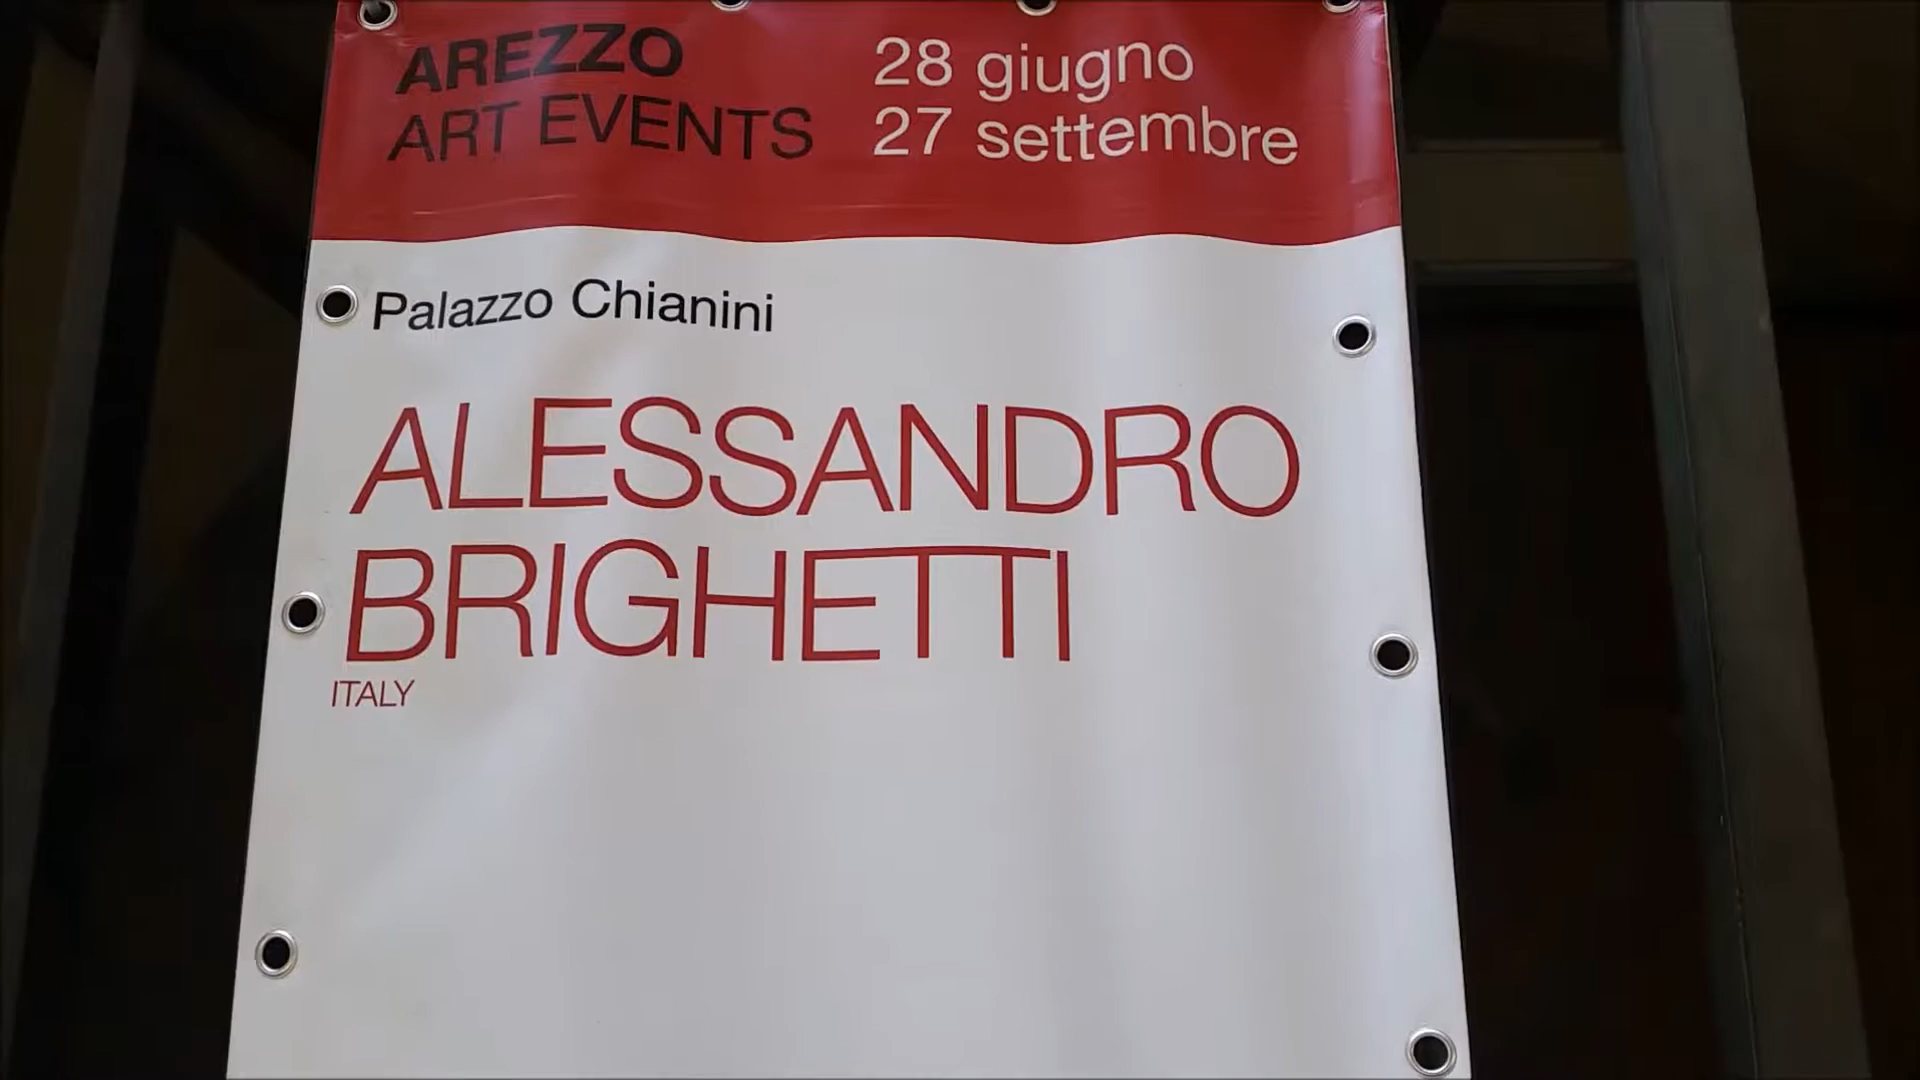 AREZZO
ART EVENTS
28 giugno
27 settembre
Palazzo Chianini
ALESSANDRO
BRIGHETTI
ITALY